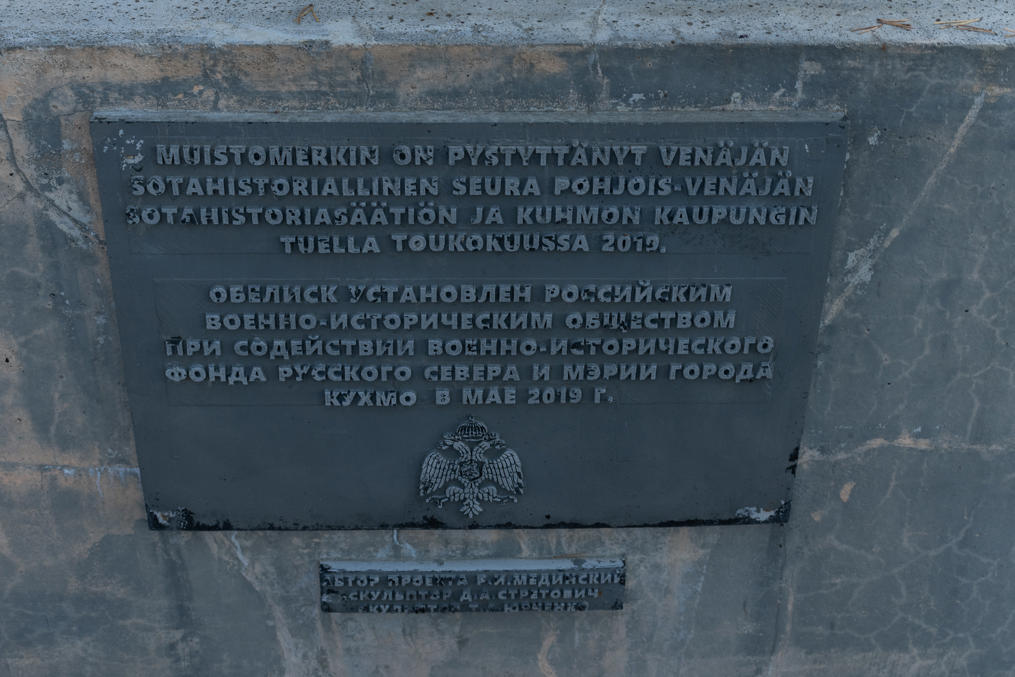 MUISTOMERKIN ON PYSTYTTÄNYT VENÄJÄN
SOTAHISTORIALLINEN SEURA POHJOIS-VENÄJÄN
SOTAHISTORIASÄÄTIÖN JA KUHMON KAUPUNGIN
TUELLA TOUKOKUUSSA 2019.
ОБЕЛИСК УСТАНОВЛЕН РОССИЙСКИМ
ВОЕННО-ИСТОРИЧЕСКИМ ОБЩЕСТВОМ
ПРИ СОДЕЙСТВИИ ВОЕННО-ИСТОРИЧЕСКОГО
ФОНДА РУССКОГО СЕВЕРА И МЭРИИ ГОРОДА
КУХМО В МАЕ 2019 Г.
АВТОР ПРОЕКТА МЕДИНСКИЙ
СКУЛЬПТОР Д.А.СТРЕТОВИЧ
СКУЛЬПТОР ЮРЧЕНКО